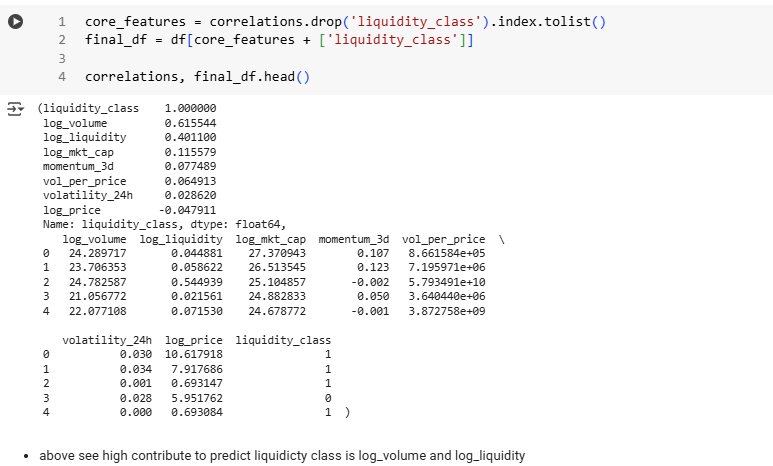 1 core_features = correlations.drop('liquidity_class').index.tolist()
2 final_df = df[core_features + ['liquidity_class']]
3
4 correlations, final_df.head()
(liquidity_class    1.000000
log_volume         0.615544
log_liquidity      0.401100
log_mkt_cap        0.115579
momentum_3d        0.077489
vol_per_price      0.064913
volatility_24h     0.028620
log_price         -0.047911
Name: liquidity_class, dtype: float64,
log_volume  log_liquidity  log_mkt_cap  momentum_3d  vol_per_price  \
0   24.289717       0.044881    27.370943        0.107   8.661584e+05
1   23.706353       0.058622    26.513545        0.123   7.195971e+06
2   24.782587       0.544939    25.104857       -0.002   5.793491e+10
3   21.056772       0.021561    24.882833        0.050   3.640440e+06
4   22.077108       0.071530    24.678772       -0.001   3.872758e+09
volatility_24h  log_price  liquidity_class
0           0.030  10.617918                1
1           0.034   7.917686                1
2           0.001   0.693147                1
3           0.028   5.951762                0
4           0.000   0.693084                1  )
• above see high contribute to predict liquidicty class is log_volume and log_liquidity